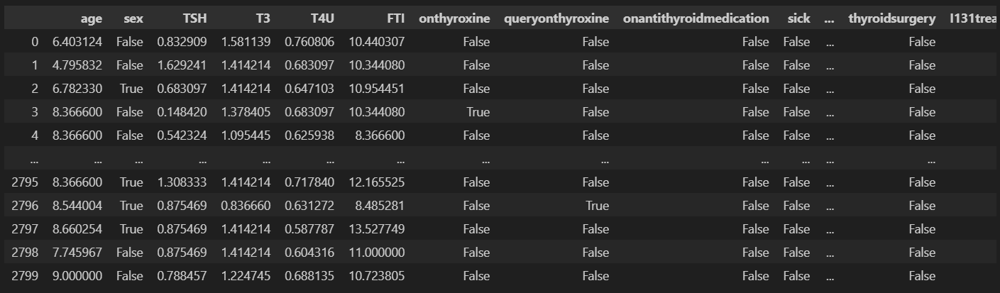 age sex TSH T3 T4U FTI onthyroxine queryonthyroxine onantithyroidmedication sick ... thyroidsurgery I131trea
0 6.403124 False 0.832909 1.581139 0.760806 10.440307 False False False False ... False
1 4.795832 False 1.629241 1.414214 0.683097 10.344080 False False False False ... False
2 6.782330 True 0.683097 1.414214 0.647103 10.954451 False False False False ... False
3 8.366600 False 0.148420 1.378405 0.683097 10.344080 True False False False ... False
4 8.366600 False 0.542324 1.095445 0.625938 8.366600 False False False False ... False
... ... ... ... ... ... ... ... ... ... ... ... ...
2795 8.366600 True 1.308333 1.414214 0.717840 12.165525 False False False False ... False
2796 8.544004 True 0.875469 0.836660 0.631272 8.485281 False True False False ... False
2797 8.660254 True 0.875469 1.414214 0.587787 13.527749 False False False False ... False
2798 7.745967 False 0.875469 1.414214 0.604316 11.000000 False False False False ... False
2799 9.000000 False 0.788457 1.224745 0.688135 10.723805 False False False False ... False